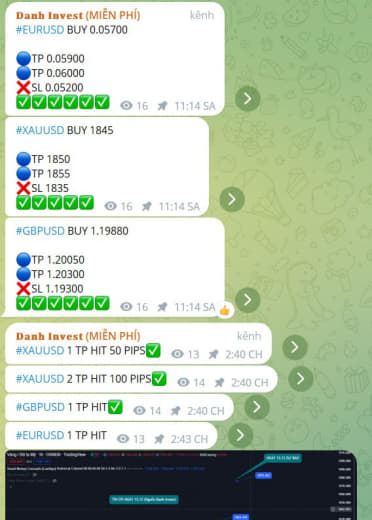 Danh Invest (MIỄN PHÍ) kênh
#EURUSD BUY 0.05700
TP 0.05900
TP 0.06000
SL 0.05200
16 11:14 SA
#XAUUSD BUY 1845
TP 1850
TP 1855
SL 1835
16 11:14 SA
#GBPUSD BUY 1.19880
TP 1.20050
TP 1.20300
SL 1.19300
16 11:14 SA
Danh Invest (MIỄN PHÍ) kênh
#XAUUSD 1 TP HIT 50 PIPS
13 2:40 CH
#XAUUSD 2 TP HIT 100 PIPS
14 2:40 CH
#GBPUSD 1 TP HIT
14 2:40 CH
#EURUSD 1 TP HIT
13 2:43 CH